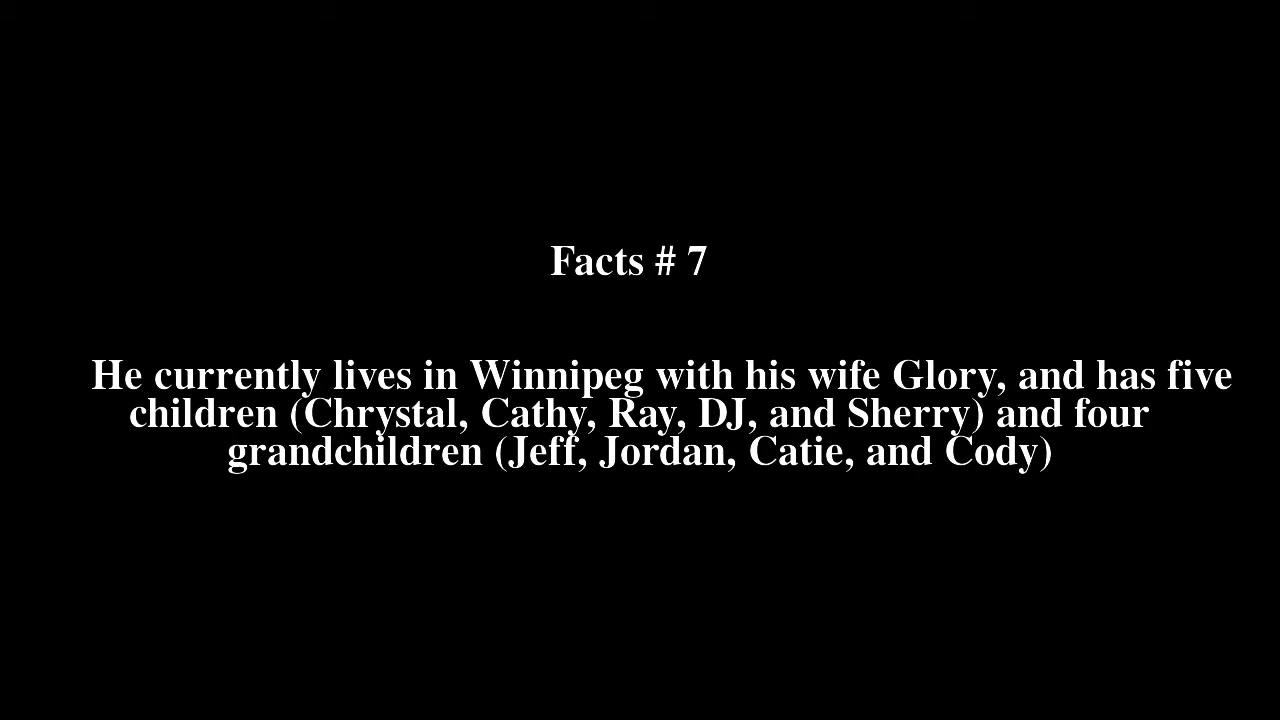 Facts # 7
He currently lives in Winnipeg with his wife Glory, and has five
children (Chrystal, Cathy, Ray, DJ, and Sherry) and four
grandchildren (Jeff, Jordan, Catie, and Cody)